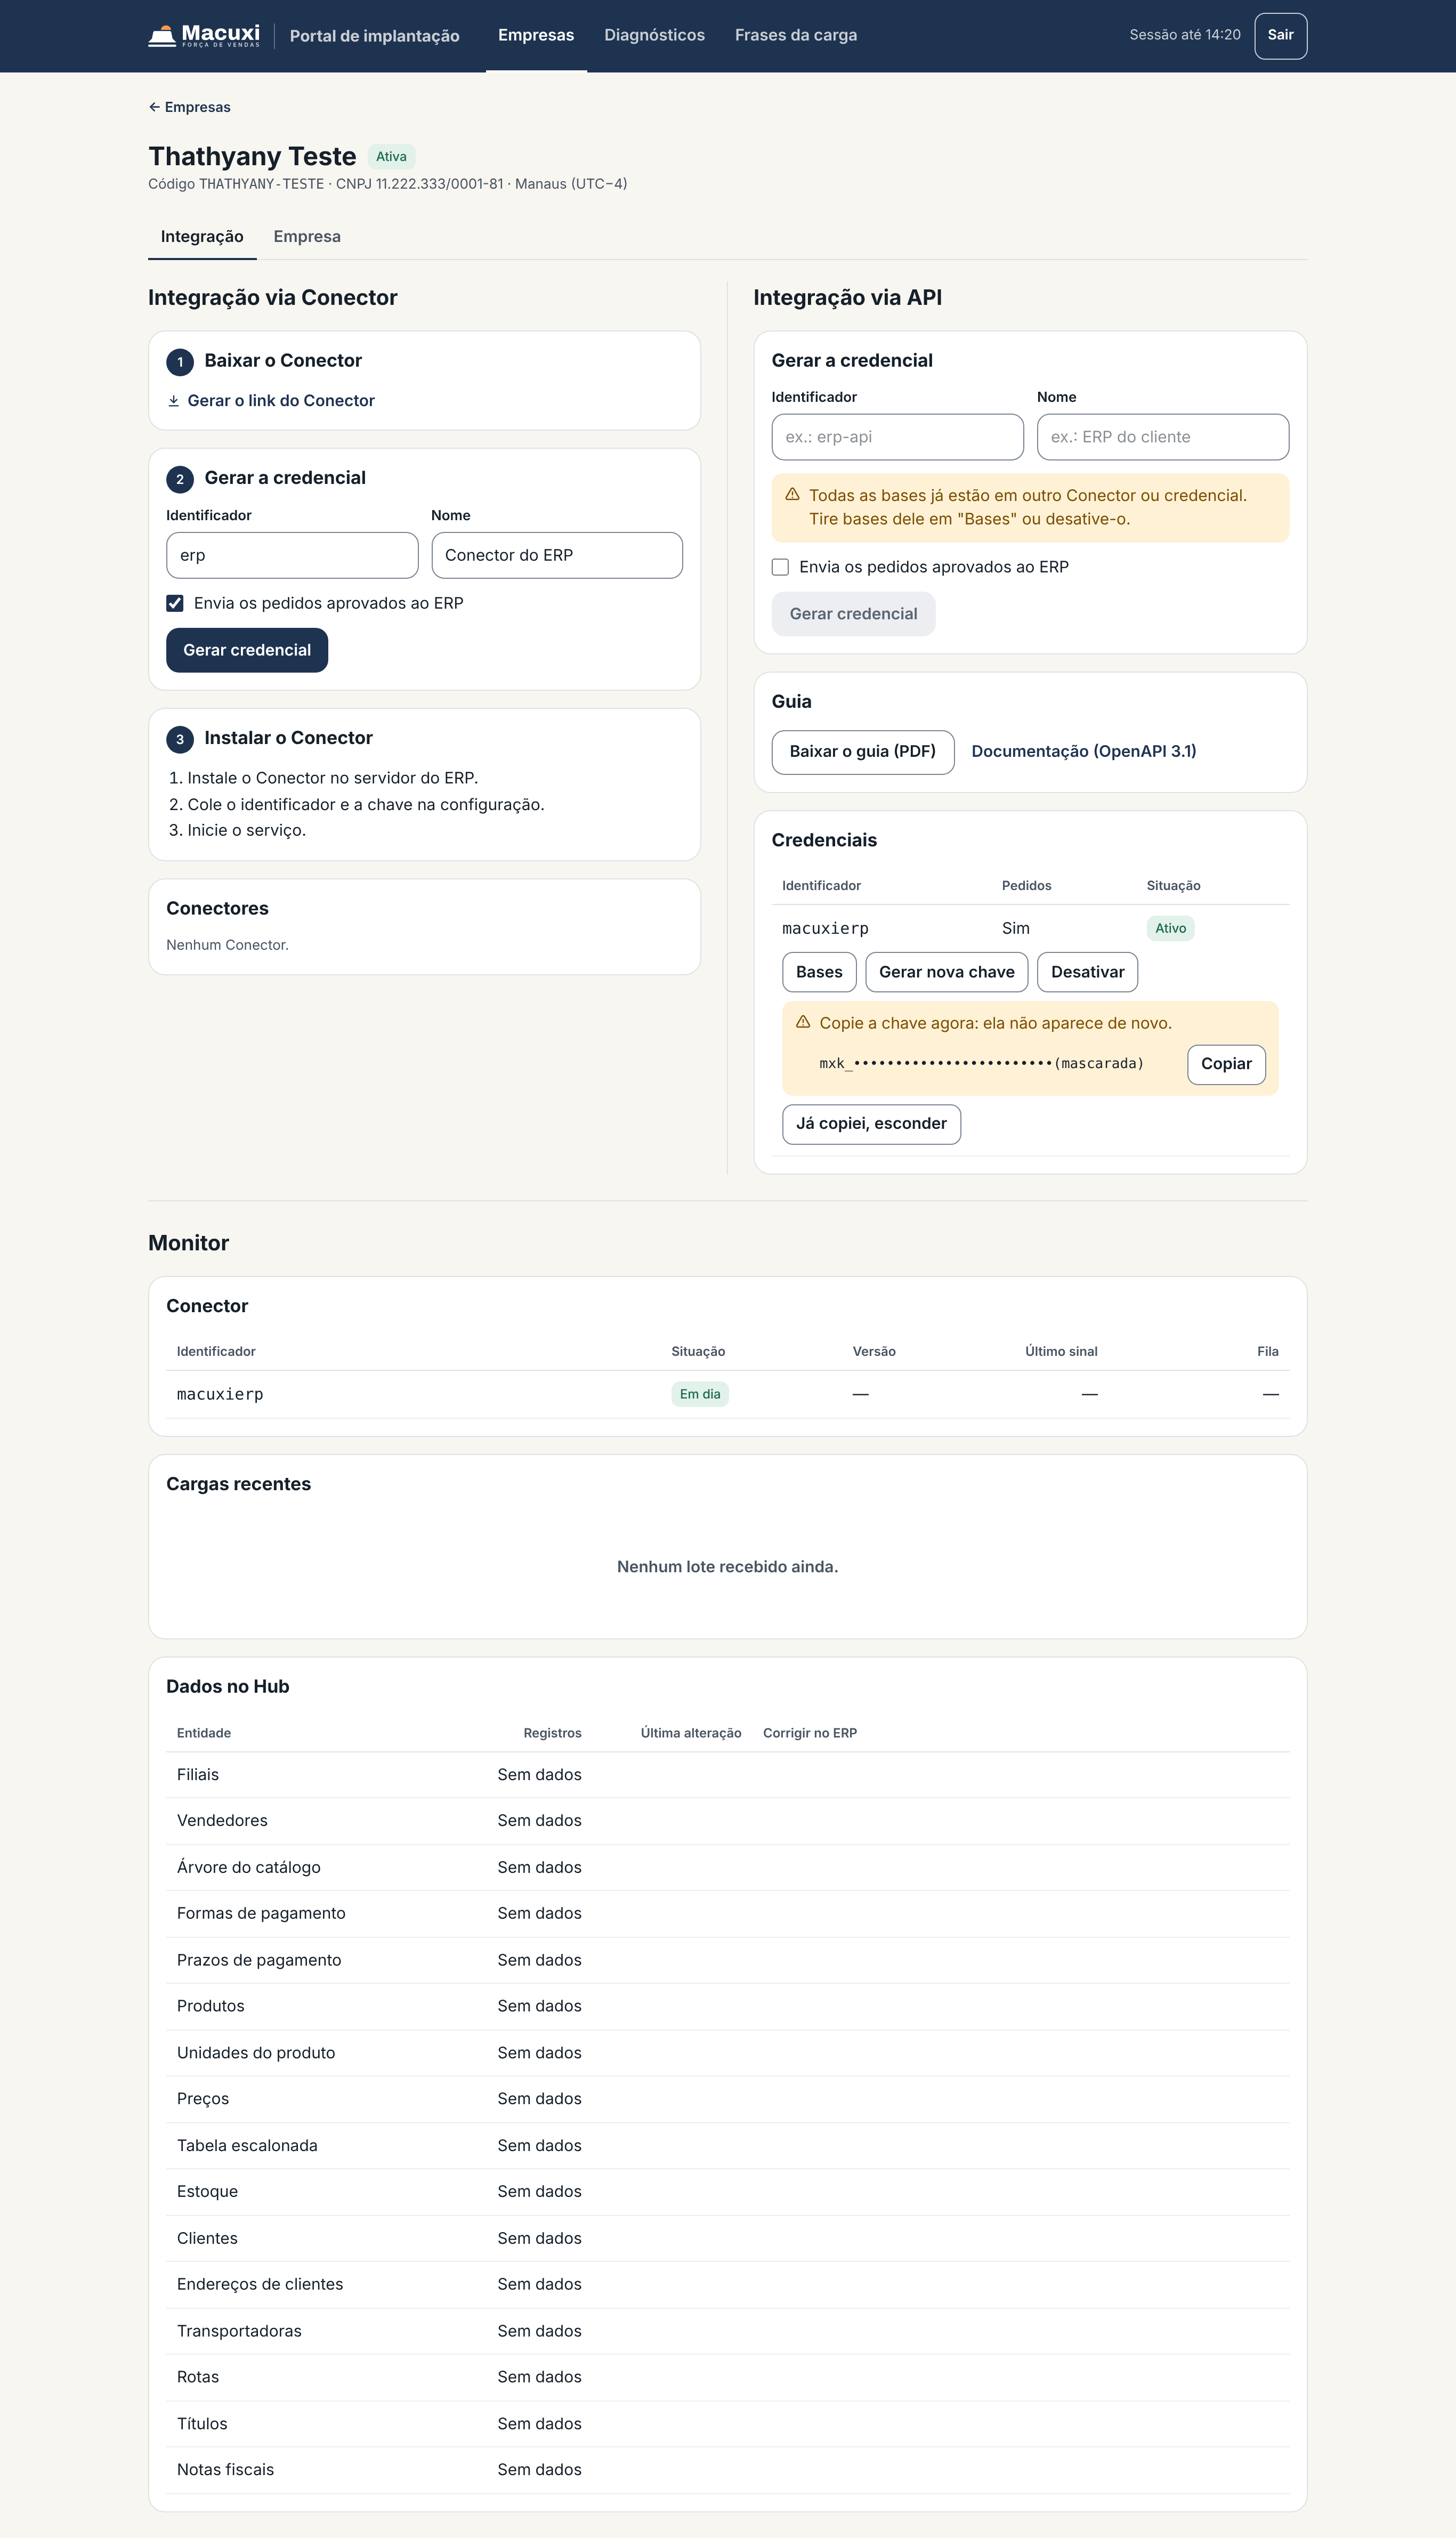 Macuxi
FORÇA DE VENDAS
Portal de implantação
Empresas
Diagnósticos
Frases da carga
Sessão até 14:20
Sair
← Empresas
Thathyany Teste
Ativa
Código THATHYANY-TESTE · CNPJ 11.222.333/0001-81 · Manaus (UTC−4)
Integração
Empresa
Integração via Conector
1 Baixar o Conector
Gerar o link do Conector
2 Gerar a credencial
Identificador
Nome
erp
Conector do ERP
Envia os pedidos aprovados ao ERP
Gerar credencial
3 Instalar o Conector
1. Instale o Conector no servidor do ERP.
2. Cole o identificador e a chave na configuração.
3. Inicie o serviço.
Conectores
Nenhum Conector.
Integração via API
Gerar a credencial
Identificador
Nome
ex.: erp-api
ex.: ERP do cliente
Todas as bases já estão em outro Conector ou credencial.
Tire bases dele em "Bases" ou desative-o.
Envia os pedidos aprovados ao ERP
Gerar credencial
Guia
Baixar o guia (PDF)
Documentação (OpenAPI 3.1)
Credenciais
Identificador Pedidos Situação
macuxierp Sim Ativo
Bases
Gerar nova chave
Desativar
Copie a chave agora: ela não aparece de novo.
mxk_••••••••••••••••••••••••(mascarada)
Copiar
Já copiei, esconder
Monitor
Conector
Identificador Situação Versão Último sinal Fila
macuxierp Em dia — — —
Cargas recentes
Nenhum lote recebido ainda.
Dados no Hub
Entidade Registros Última alteração Corrigir no ERP
Filiais Sem dados
Vendedores Sem dados
Árvore do catálogo Sem dados
Formas de pagamento Sem dados
Prazos de pagamento Sem dados
Produtos Sem dados
Unidades do produto Sem dados
Preços Sem dados
Tabela escalonada Sem dados
Estoque Sem dados
Clientes Sem dados
Endereços de clientes Sem dados
Transportadoras Sem dados
Rotas Sem dados
Títulos Sem dados
Notas fiscais Sem dados